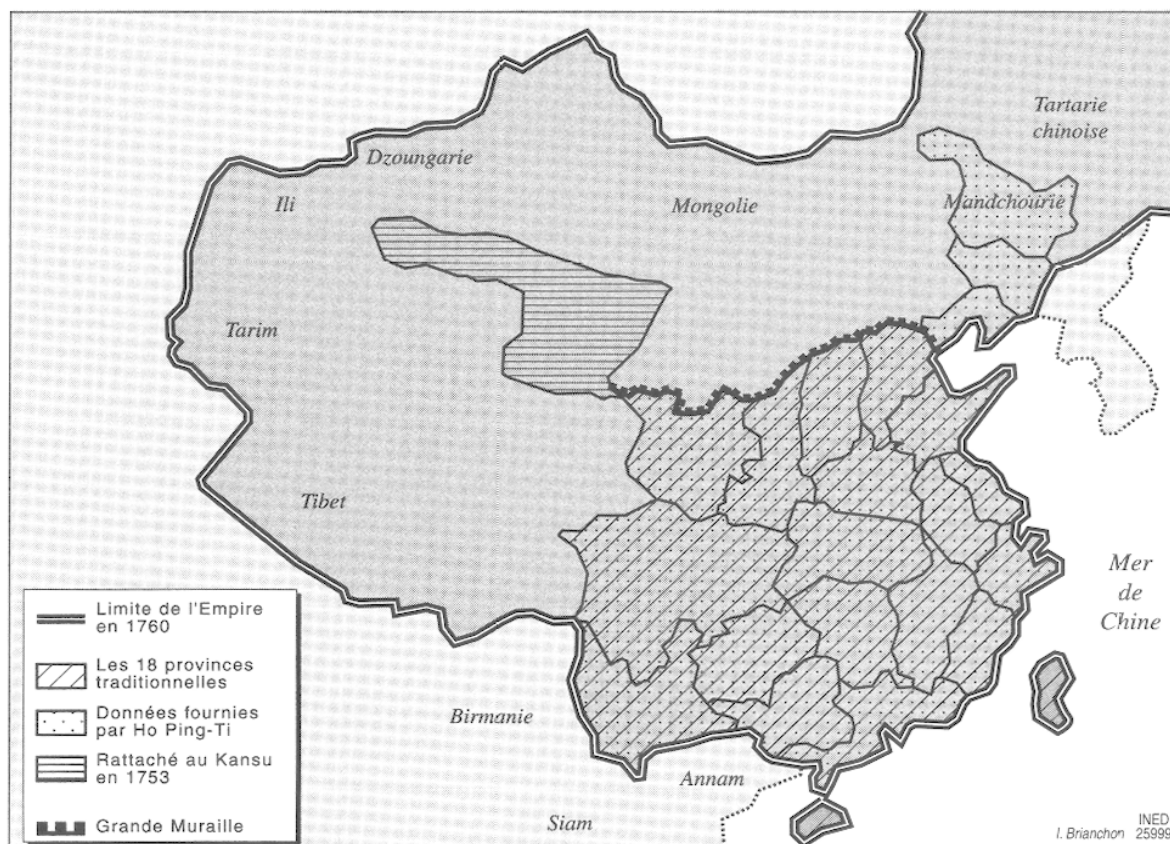 Tartarie
chinoise
Dzoungarie
Ili
Mongolie
Mandchourie
Tarim
Tibet
Mer
de
Chine
Birmanie
Annam
Siam
Limite de l'Empire
en 1760
Les 18 provinces
traditionnelles
Données fournies
par Ho Ping-Ti
Rattaché au Kansu
en 1753
Grande Muraille
INED
I. Brianchon 25999